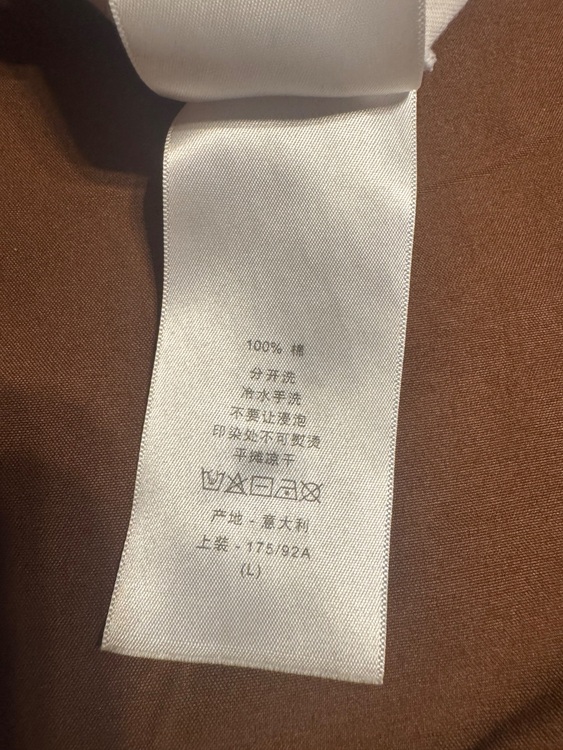 100% 棉
分开洗
冷水手洗
不要让浸泡
印染处不可熨烫
平摊凉干
产地 - 意大利
上装 - 175/92A
(L)